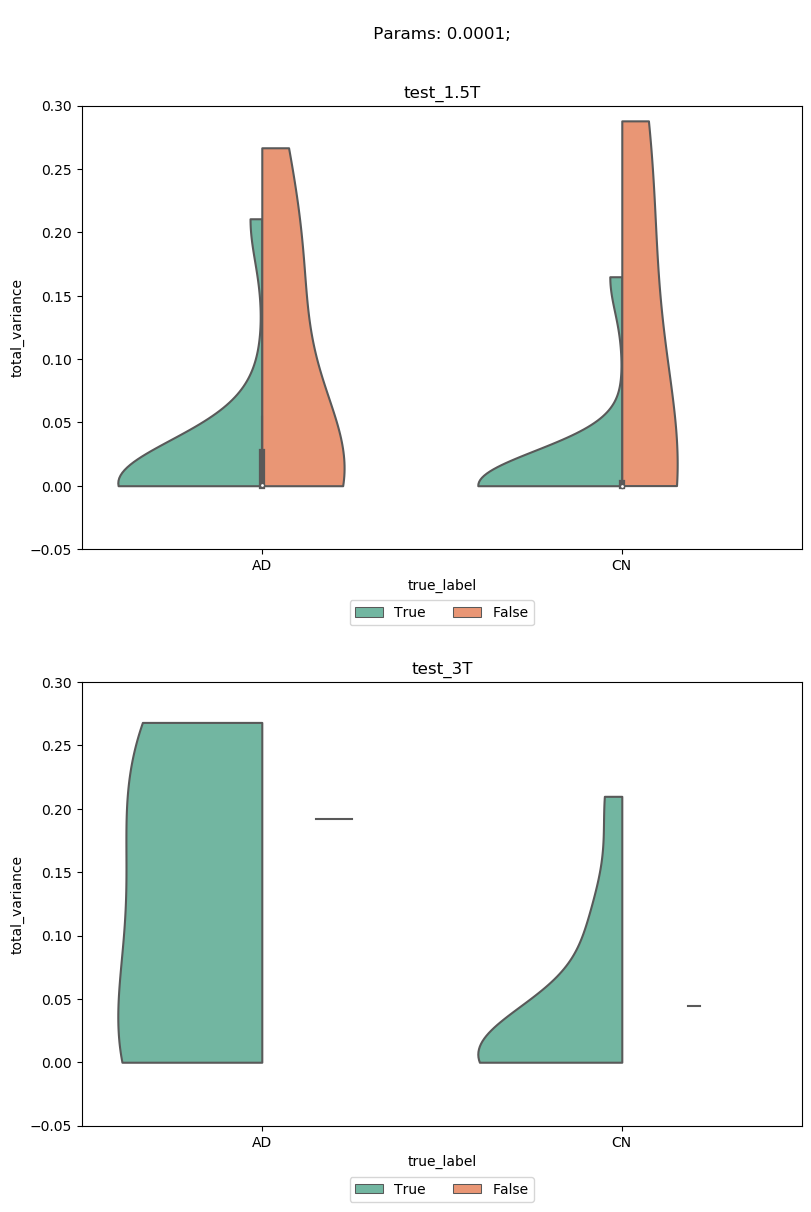 Params: 0.0001;
test_1.5T
0.30
0.25
0.20
0.15
0.10
0.05
0.00
−0.05
total_variance
AD CN
true_label
True False
test_3T
0.30
0.25
0.20
0.15
0.10
0.05
0.00
−0.05
total_variance
AD CN
true_label
True False